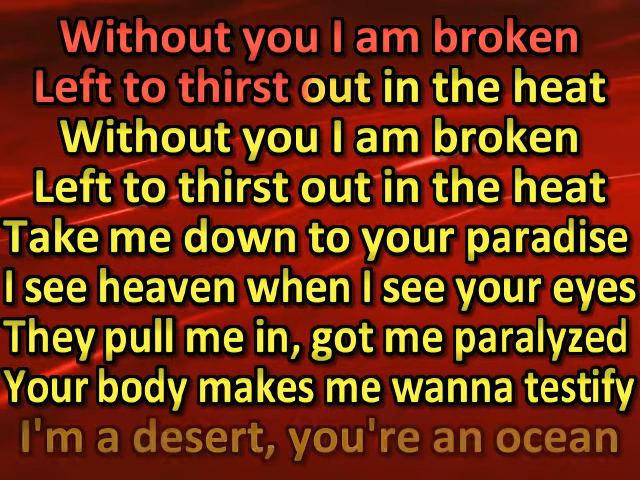 Without you I am broken
Left to thirst out in the heat
Without you I am broken
Left to thirst out in the heat
Take me down to your paradise
I see heaven when I see your eyes
They pull me in, got me paralyzed
Your body makes me wanna testify
I'm a desert, you're an ocean